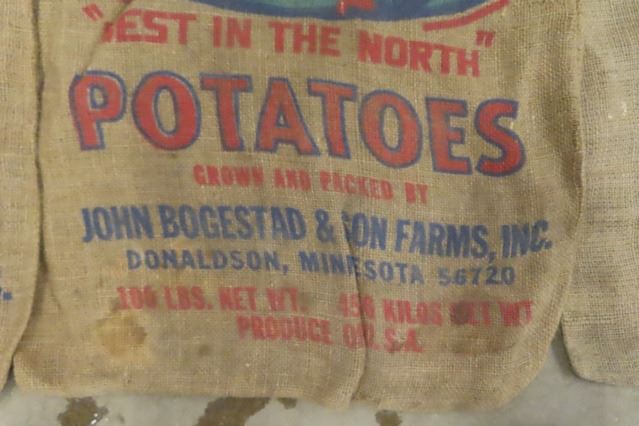 "BEST IN THE NORTH"
POTATOES
GROWN AND PACKED BY
JOHN BOGESTAD & SON FARMS, INC.
DONALDSON, MINNESOTA 56720
100 LBS. NET WT. KILOS NET WT
PRODUCE OF U.S.A.